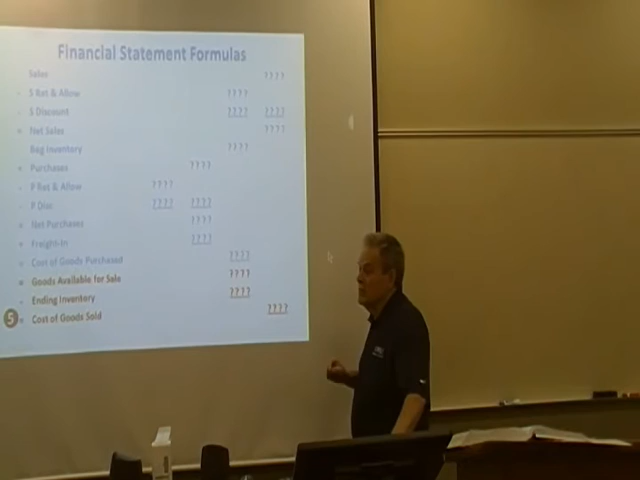 Financial Statement Formulas
Sales ????
- S Ret & Allow ????
- S Discount ???? ????
= Net Sales ????
Beg Inventory ????
+ Purchases ????
- P Ret & Allow ????
- P Disc ???? ????
= Net Purchases ????
+ Freight-In ????
= Cost of Goods Purchased ????
= Goods Available for Sale ????
- Ending Inventory ????
5 = Cost of Goods Sold ????